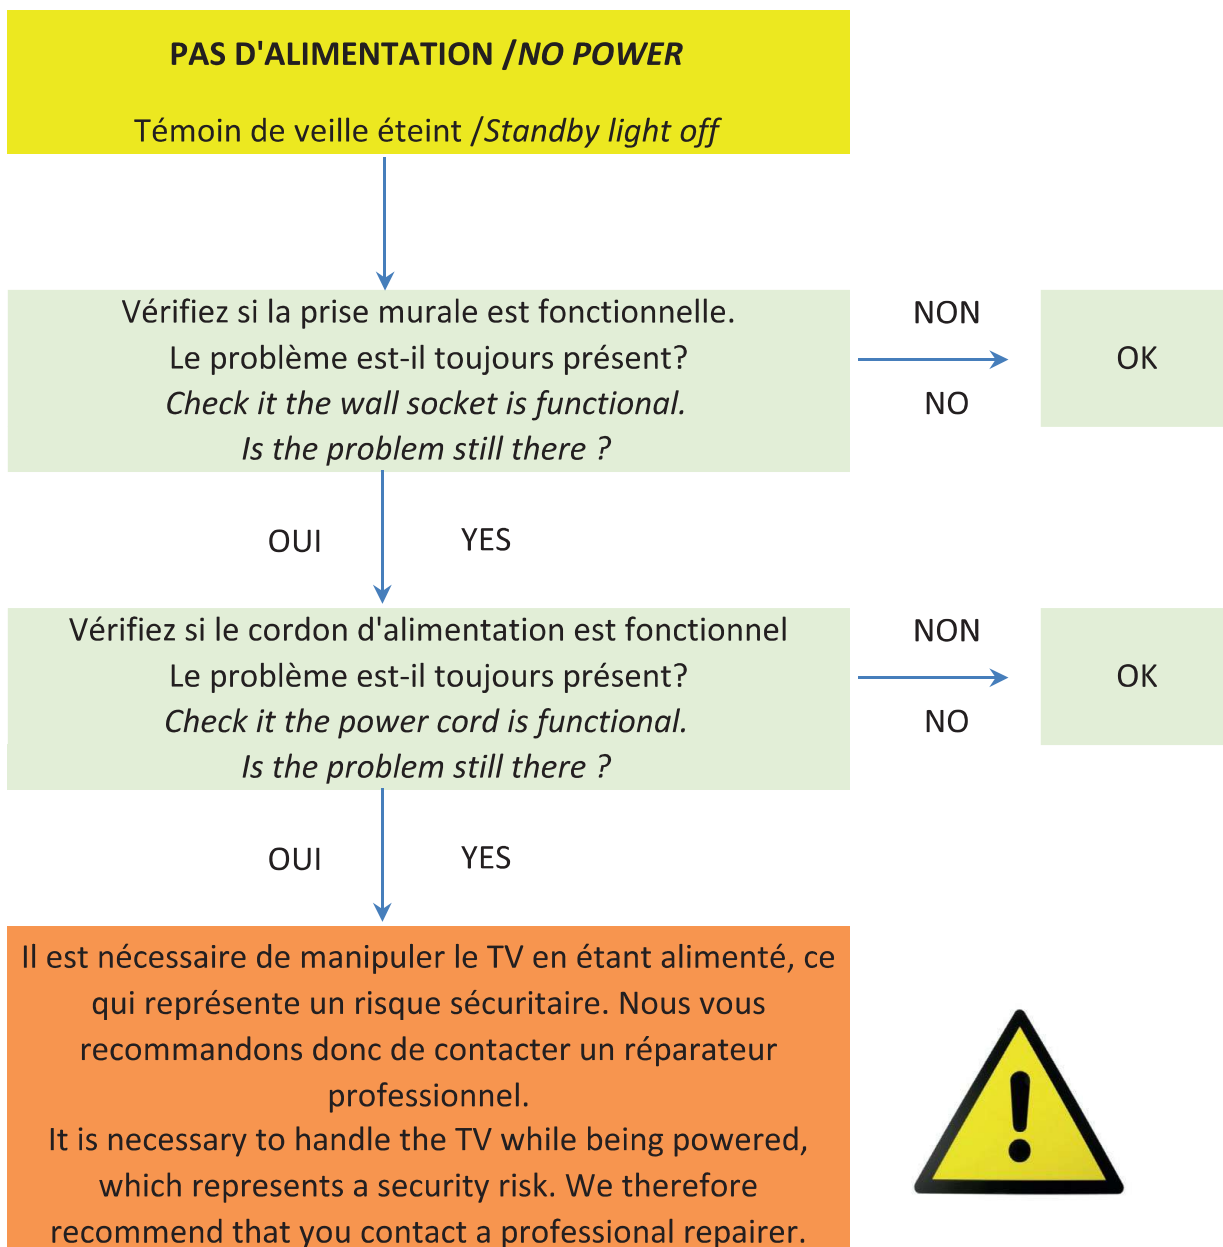 PAS D'ALIMENTATION /NO POWER
Témoin de veille éteint /Standby light off
Vérifiez si la prise murale est fonctionnelle.
Le problème est-il toujours présent?
Check it the wall socket is functional.
Is the problem still there ?
NON
NO
OK
OUI
YES
Vérifiez si le cordon d'alimentation est fonctionnel
Le problème est-il toujours présent?
Check it the power cord is functional.
Is the problem still there ?
NON
NO
OK
OUI
YES
Il est nécessaire de manipuler le TV en étant alimenté, ce
qui représente un risque sécuritaire. Nous vous
recommandons donc de contacter un réparateur
professionnel.
It is necessary to handle the TV while being powered,
which represents a security risk. We therefore
recommend that you contact a professional repairer.